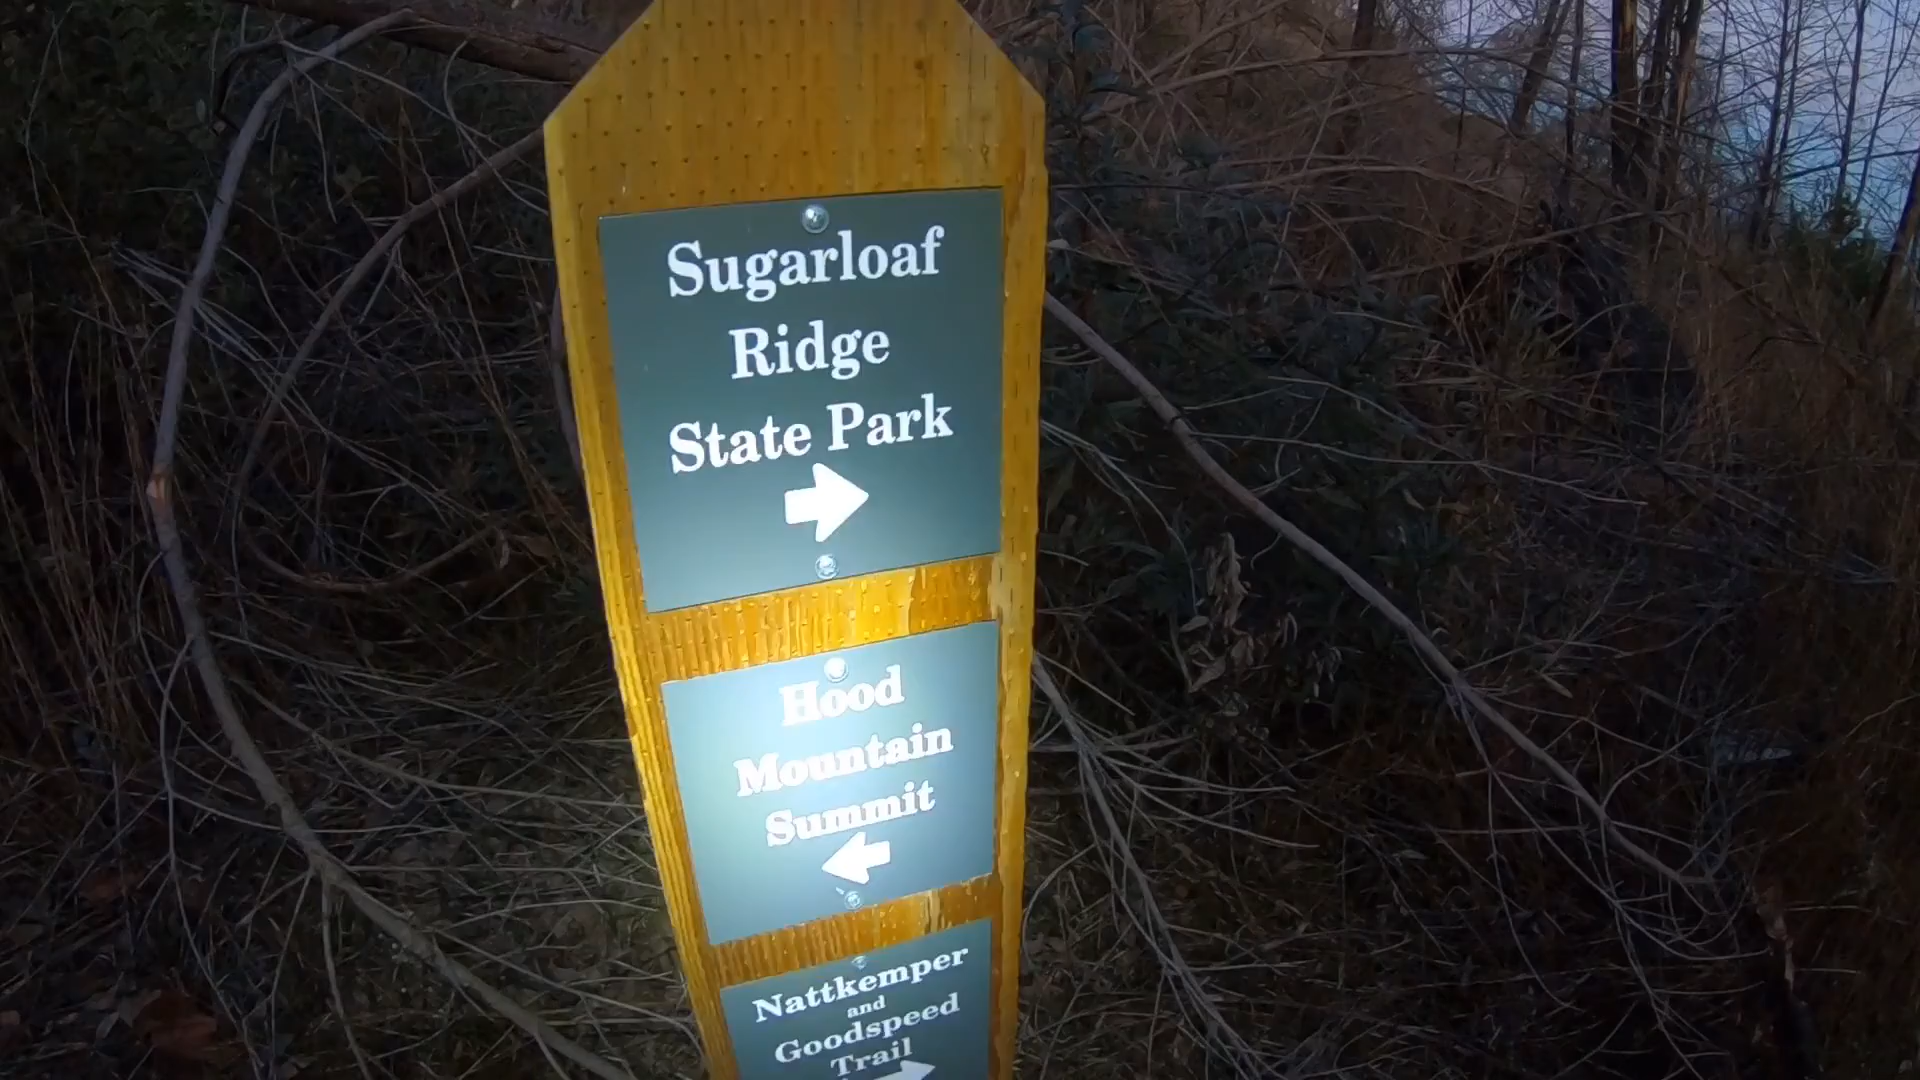 Sugarloaf
Ridge
State Park
Hood
Mountain
Summit
Nattkemper
and
Goodspeed
Trail